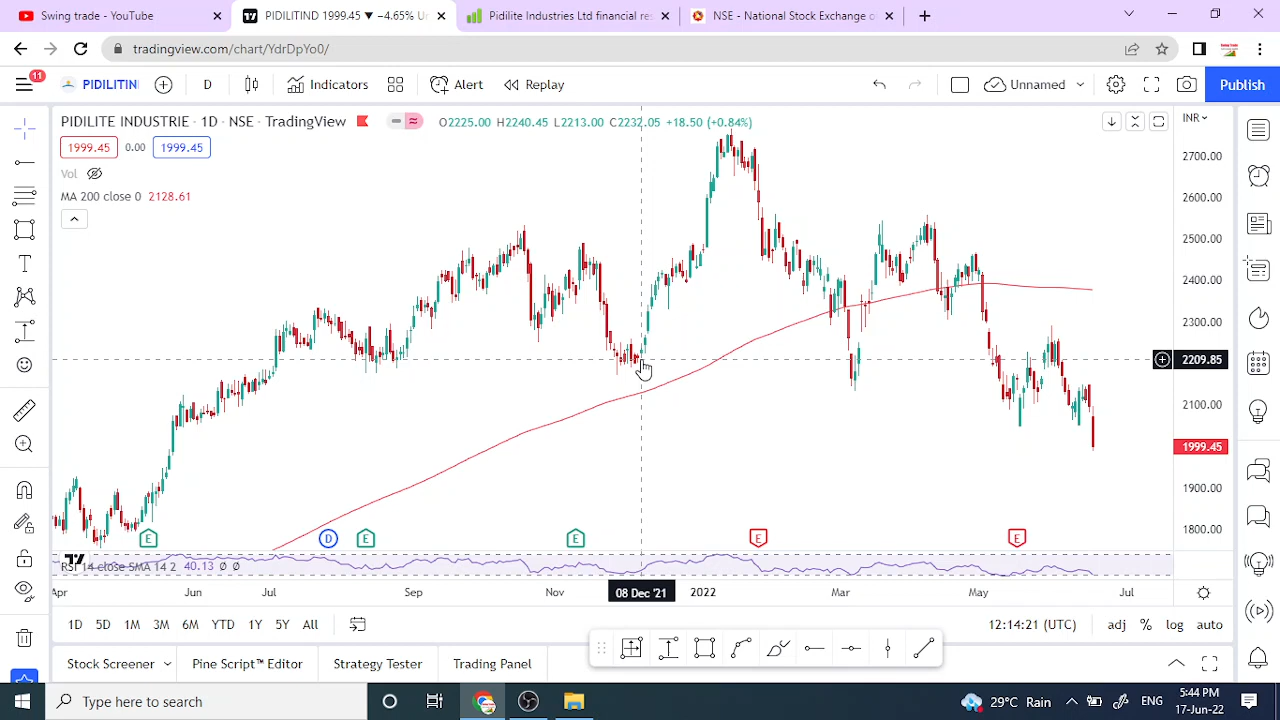 Swing trade - YouTube
PIDILITIND 1999.45 ▼ −4.65% Un
Pidilite Industries Ltd financial res
NSE - National Stock Exchange o
tradingview.com/chart/YdrDpYo0/
11
PIDILITIN
D
Indicators
Alert
Replay
Unnamed
Publish
PIDILITE INDUSTRIE · 1D · NSE · TradingView
O2225.00 H2240.45 L2213.00 C2232.05 +18.50 (+0.84%)
INR
1999.45
0.00
1999.45
Vol
MA 200 close 0 2128.61
2700.00
2600.00
2500.00
2400.00
2300.00
2209.85
2100.00
1999.45
1900.00
1800.00
E
D
E
E
E
E
RSI 14 close SMA 14 2 40.13 Ø Ø
Apr
Jun
Jul
Sep
Nov
08 Dec '21
2022
Mar
May
Jul
1D
5D
1M
3M
6M
YTD
1Y
5Y
All
12:14:21 (UTC)
adj
%
log
auto
Stock Screener
Pine Script™ Editor
Strategy Tester
Trading Panel
Type here to search
29°C Rain
ENG
5:44 PM
17-Jun-22